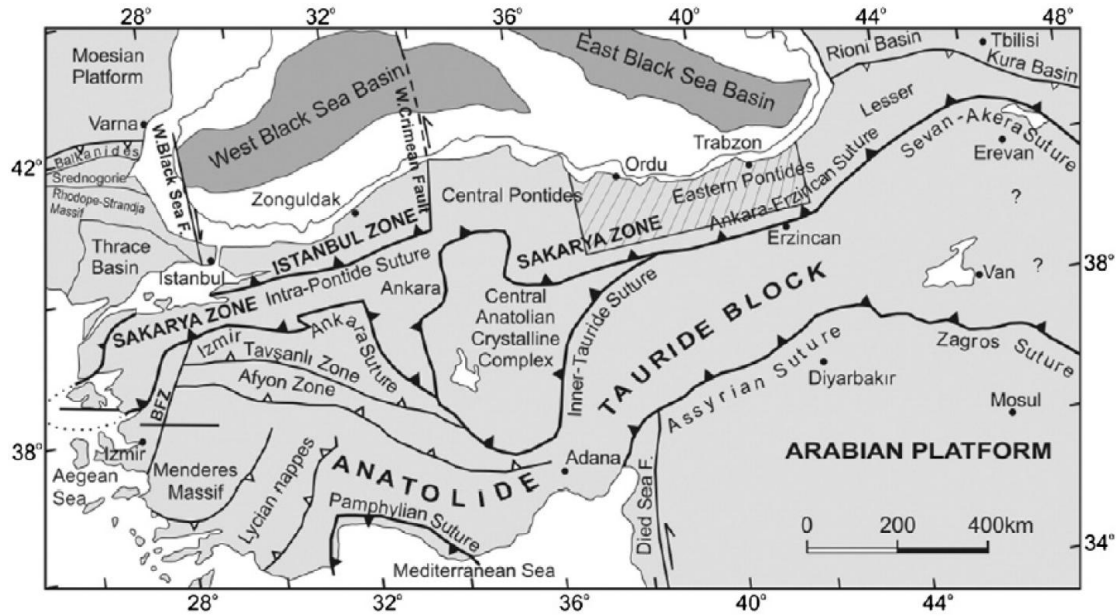 28°
32°
36°
40°
44°
48°
Moesian
Platform
Varna
Balkanides
Srednogorie
Rhodope-Strandja
Massif
Thrace
Basin
W.Black Sea F.
West Black Sea Basin
W.Crimean Fault
East Black Sea Basin
Rioni Basin
Tbilisi
Kura Basin
Lesser
Sevan-Akera Suture
Erevan
Trabzon
Ordu
Eastern Pontides
Central Pontides
Zonguldak
ISTANBUL ZONE
Istanbul
Intra-Pontide Suture
SAKARYA ZONE
SAKARYA ZONE
Ankara-Erzincan Suture
Erzincan
Ankara
Central
Anatolian
Crystalline
Complex
Inner-Tauride Suture
Izmir
Ankara Suture
Tavşanlı Zone
Afyon Zone
BFZ
Izmir
Aegean
Sea
Menderes
Massif
Lycian nappes
ANATOLIDE
TAURIDE BLOCK
Pamphylian Suture
Mediterranean Sea
Adana
Died Sea F.
Assyrian Suture
Diyarbakır
Zagros Suture
Van
?
?
Mosul
ARABIAN PLATFORM
0 200 400km
42°
38°
38°
34°
28°
32°
36°
40°
44°